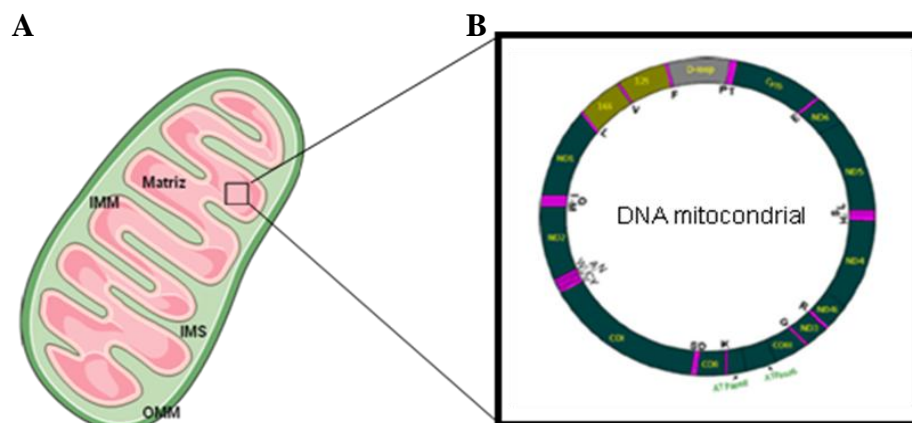 A
B
Matriz
IMM
IMS
OMM
DNA mitocondrial
D-loop
PT
Cytb
E
ND6
ND5
ND4
R
ND3
G
COIII
K
COII
COI
ND2
ND1
L
16S
V
12S
F